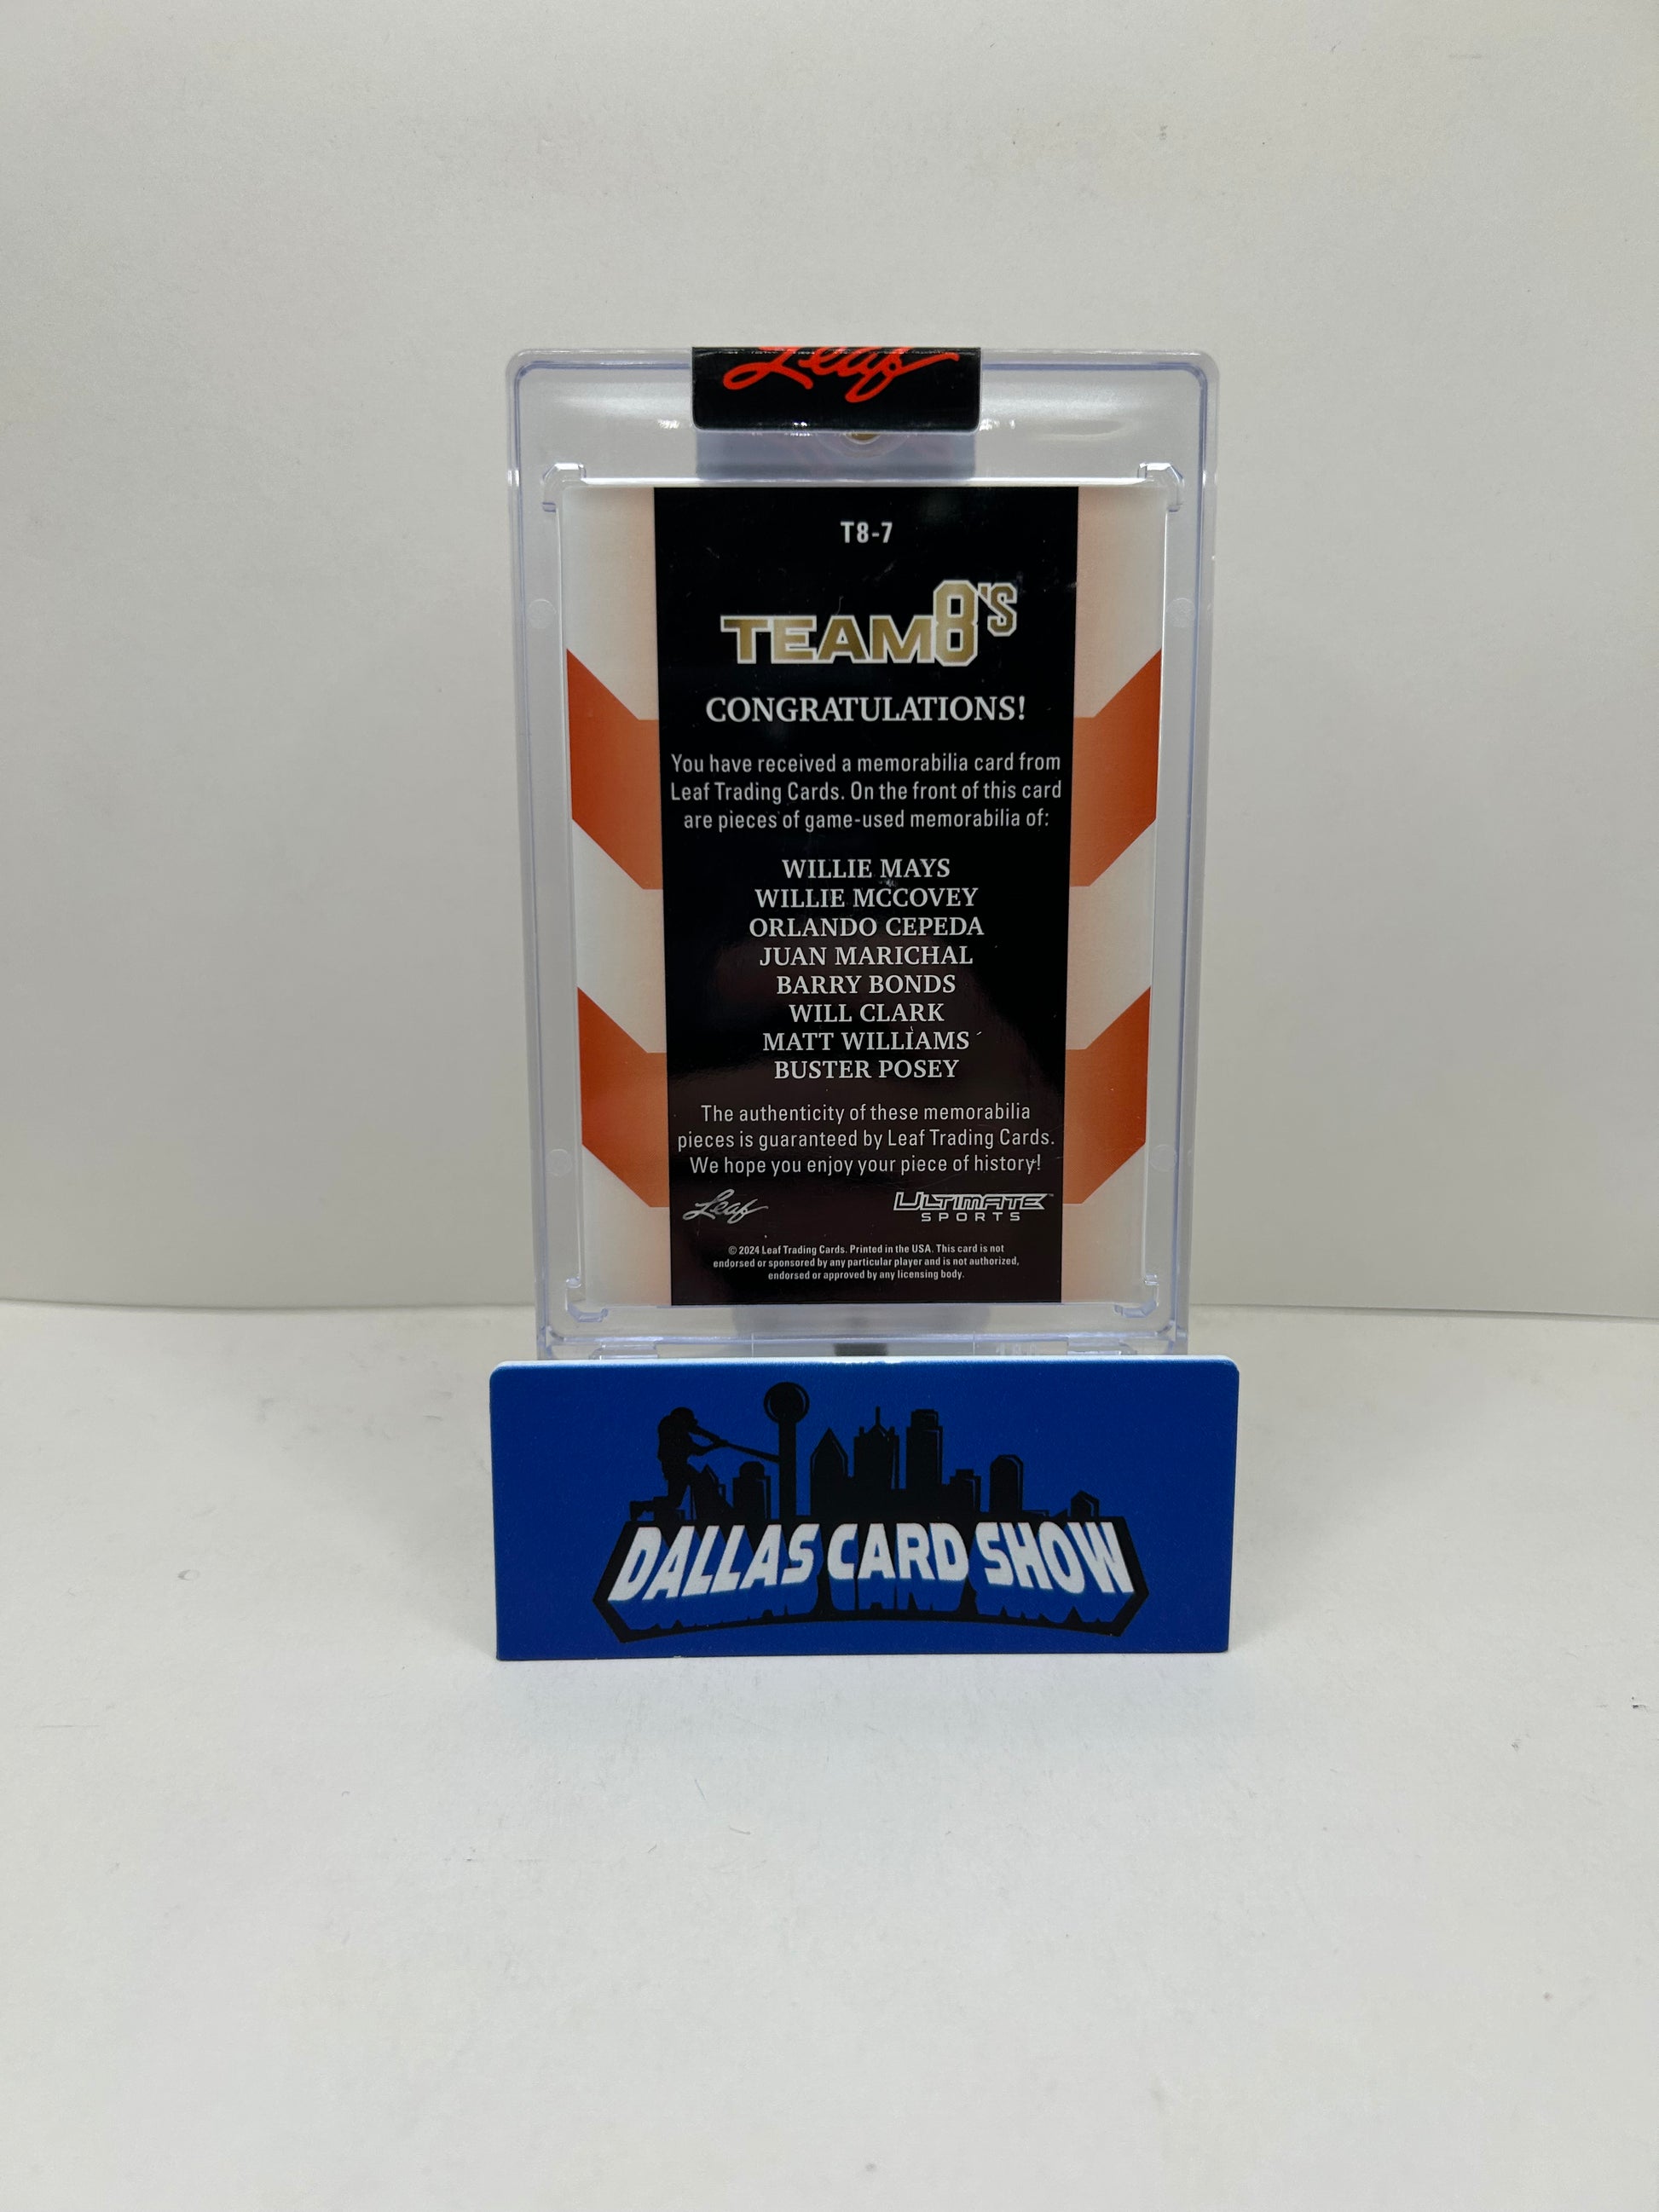 Leaf
T8-7
TEAM8'S
CONGRATULATIONS!
You have received a memorabilia card from
Leaf Trading Cards. On the front of this card
are pieces of game-used memorabilia of:
WILLIE MAYS
WILLIE MCCOVEY
ORLANDO CEPEDA
JUAN MARICHAL
BARRY BONDS
WILL CLARK
MATT WILLIAMS
BUSTER POSEY
The authenticity of these memorabilia
pieces is guaranteed by Leaf Trading Cards.
We hope you enjoy your piece of history!
Leaf
ULTIMATE™
SPORTS
© 2024 Leaf Trading Cards. Printed in the USA. This card is not
endorsed or sponsored by any particular player and is not authorized,
endorsed or approved by any licensing body.
DALLAS CARD SHOW